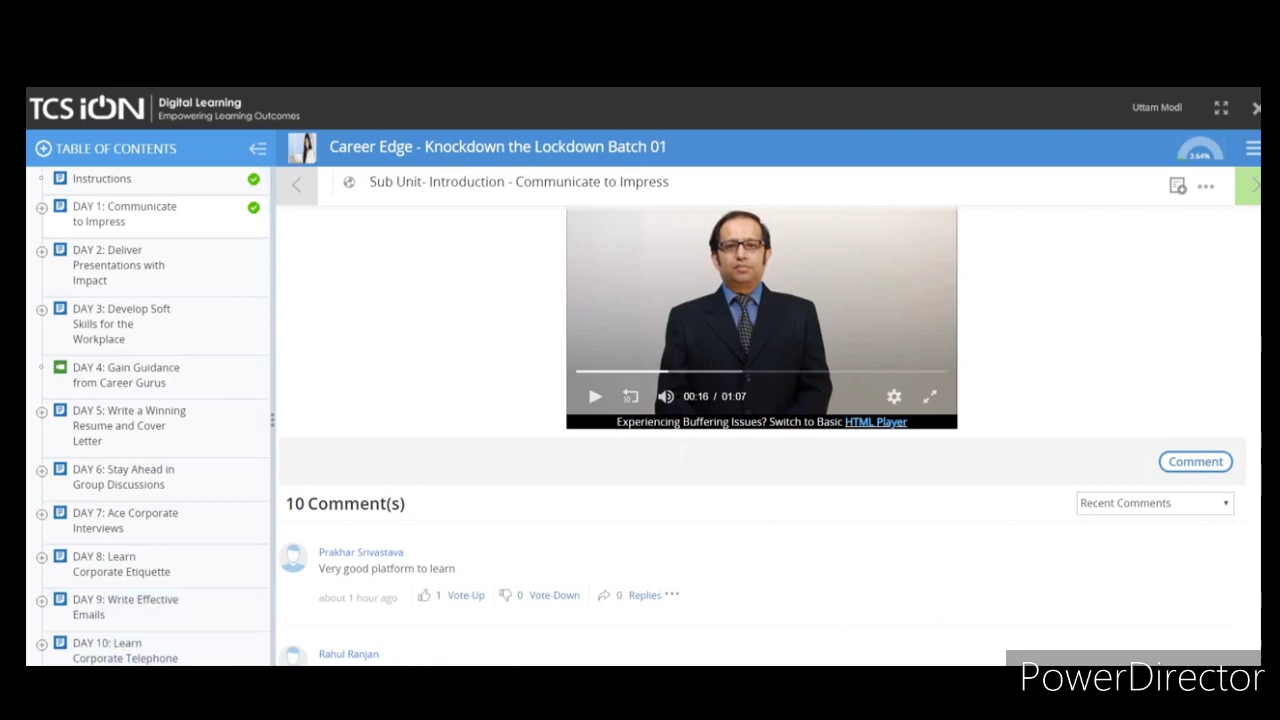 TCS iON
Digital Learning
Empowering Learning Outcomes
Uttam Modi
TABLE OF CONTENTS
Career Edge - Knockdown the Lockdown Batch 01
3.64%
Instructions
Sub Unit- Introduction - Communicate to Impress
DAY 1: Communicate
to Impress
DAY 2: Deliver
Presentations with
Impact
DAY 3: Develop Soft
Skills for the
Workplace
DAY 4: Gain Guidance
from Career Gurus
DAY 5: Write a Winning
Resume and Cover
Letter
DAY 6: Stay Ahead in
Group Discussions
DAY 7: Ace Corporate
Interviews
DAY 8: Learn
Corporate Etiquette
DAY 9: Write Effective
Emails
DAY 10: Learn
Corporate Telephone
10
00:16 / 01:07
Experiencing Buffering Issues? Switch to Basic HTML Player
Comment
10 Comment(s)
Recent Comments
Prakhar Srivastava
Very good platform to learn
about 1 hour ago 1 Vote-Up 0 Vote-Down 0 Replies
Rahul Ranjan
PowerDirector